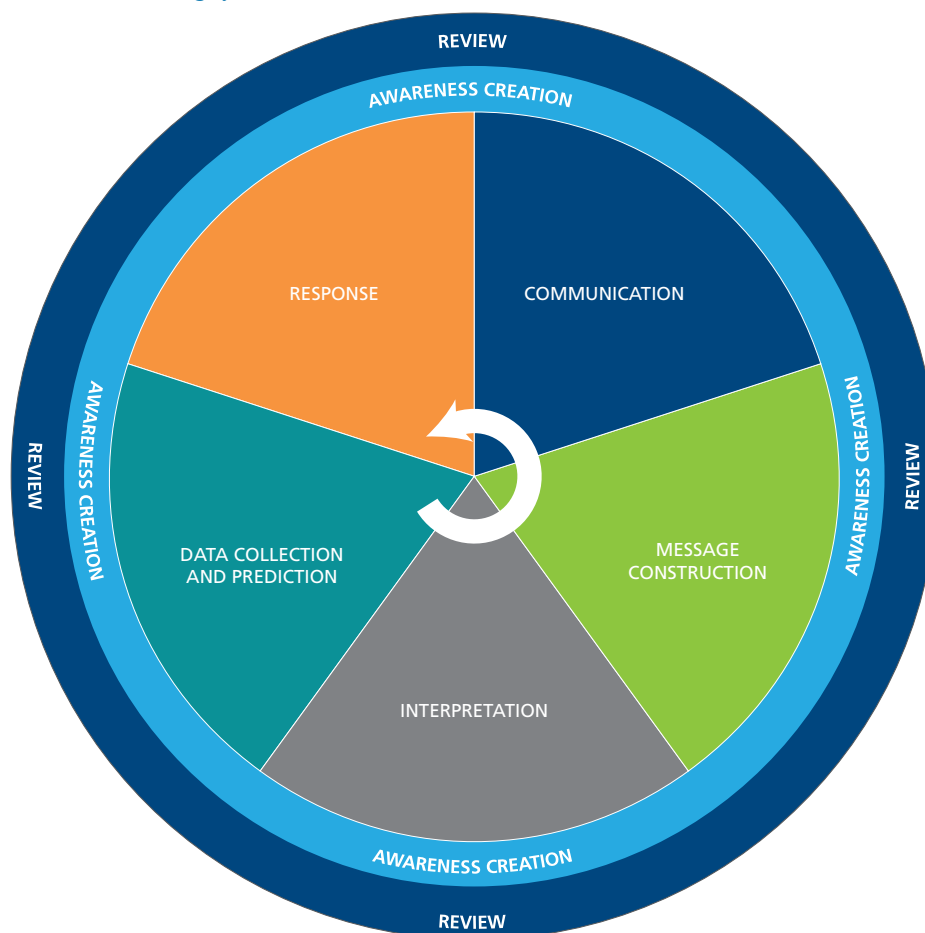 REVIEW
AWARENESS CREATION
RESPONSE
COMMUNICATION
AWARENESS CREATION
AWARENESS CREATION
REVIEW
REVIEW
DATA COLLECTION
AND PREDICTION
MESSAGE
CONSTRUCTION
INTERPRETATION
AWARENESS CREATION
REVIEW